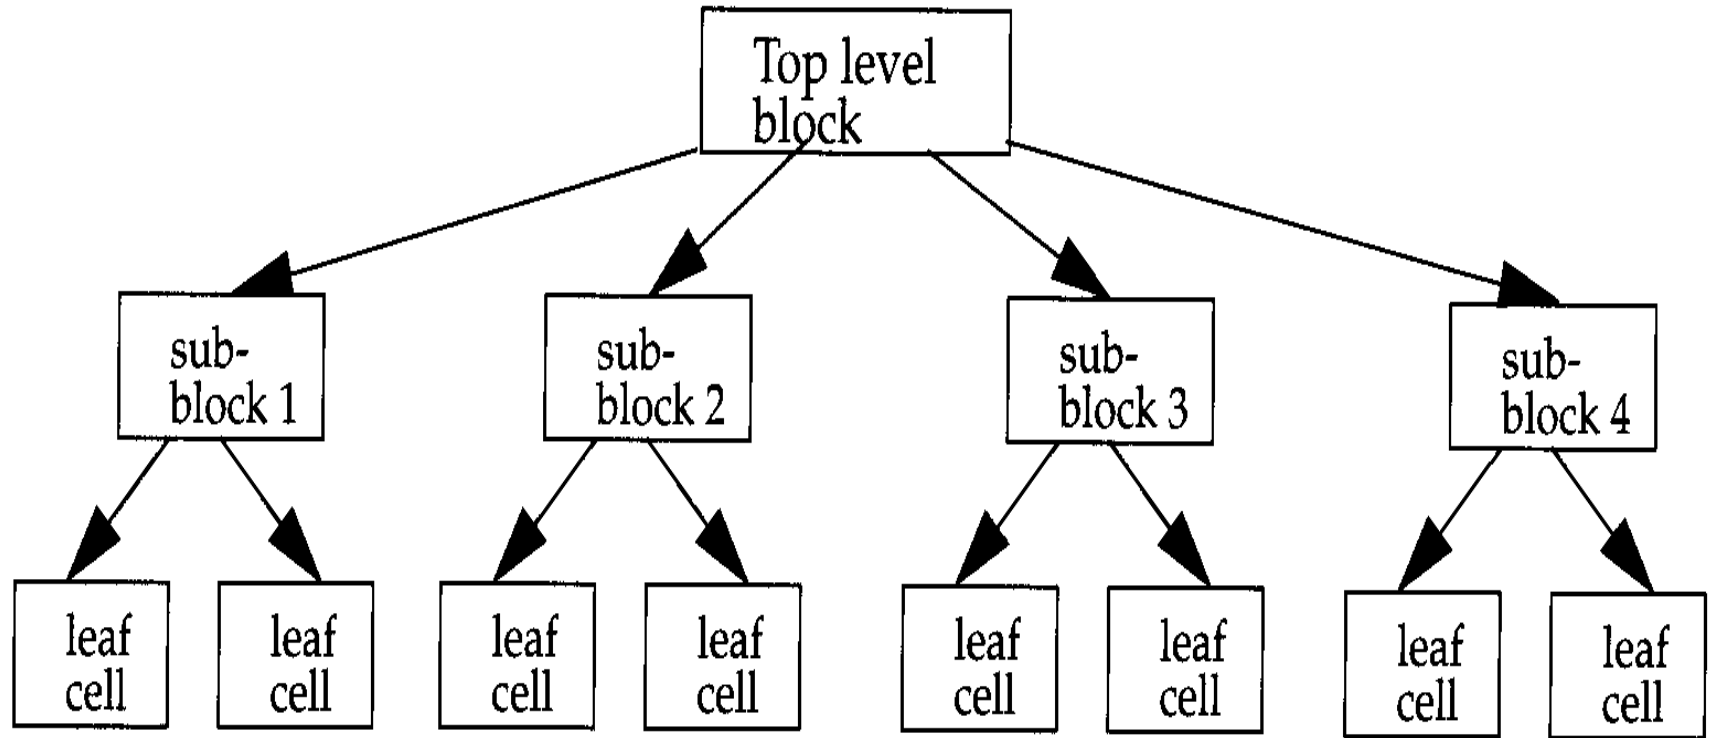 Top level
block
sub-
block 1
sub-
block 2
sub-
block 3
sub-
block 4
leaf
cell
leaf
cell
leaf
cell
leaf
cell
leaf
cell
leaf
cell
leaf
cell
leaf
cell